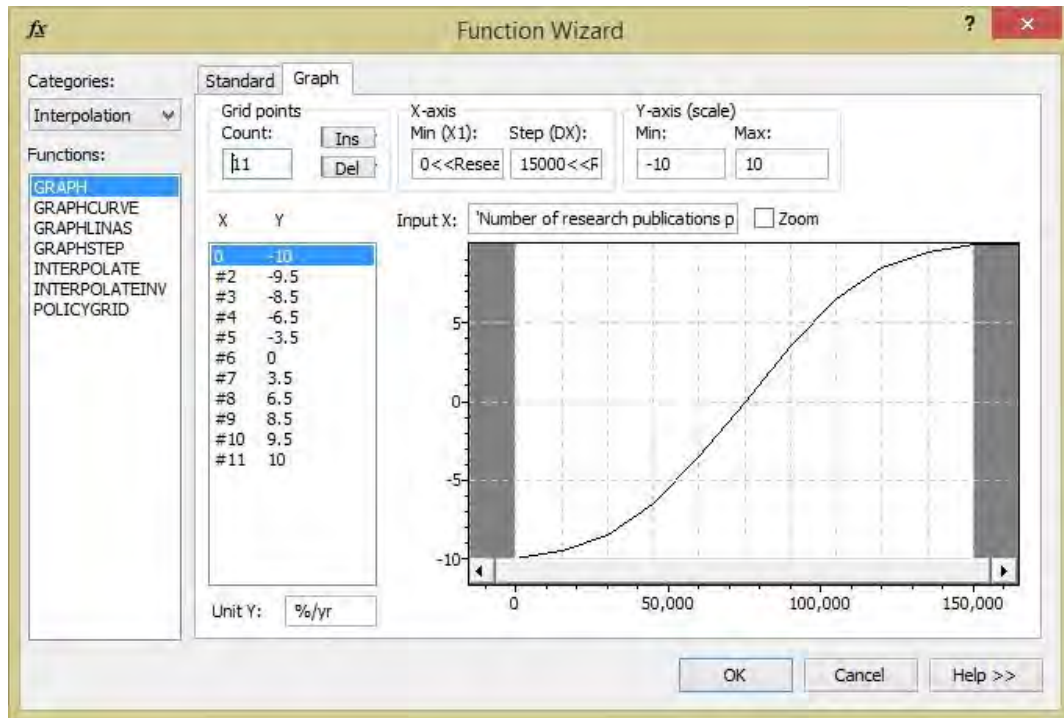 fx Function Wizard ? ×
Categories:
Interpolation
Functions:
GRAPH
GRAPHCURVE
GRAPHLINAS
GRAPHSTEP
INTERPOLATE
INTERPOLATEINV
POLICYGRID
Standard Graph
Grid points X-axis Y-axis (scale)
Count: Ins Min (X1): Step (DX): Min: Max:
11 Del 0<<Resea 15000<<R -10 10
X Y Input X: 'Number of research publications p Zoom
0 -10
#2 -9.5
#3 -8.5
#4 -6.5
#5 -3.5
#6 0
#7 3.5
#8 6.5
#9 8.5
#10 9.5
#11 10
5
0
-5
-10
0 50,000 100,000 150,000
Unit Y: %/yr
OK Cancel Help >>